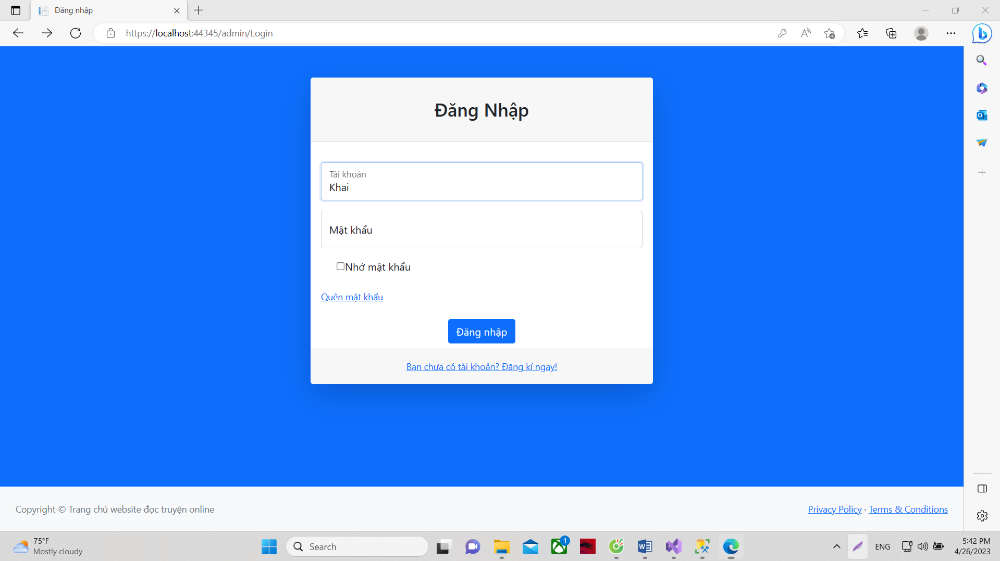 Đăng nhập
https://localhost:44345/admin/Login
Đăng Nhập
Tài khoản
Khai
Mật khẩu
Nhớ mật khẩu
Quên mật khẩu
Đăng nhập
Bạn chưa có tài khoản? Đăng kí ngay!
Copyright © Trang chủ website đọc truyện online
Privacy Policy · Terms & Conditions
75°F
Mostly cloudy
Search
1
ENG
5:42 PM
4/26/2023